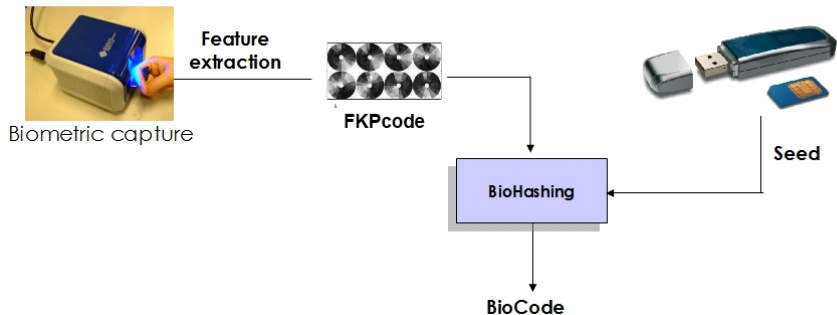 Feature
extraction
Biometric capture
FKPcode
Seed
BioHashing
BioCode